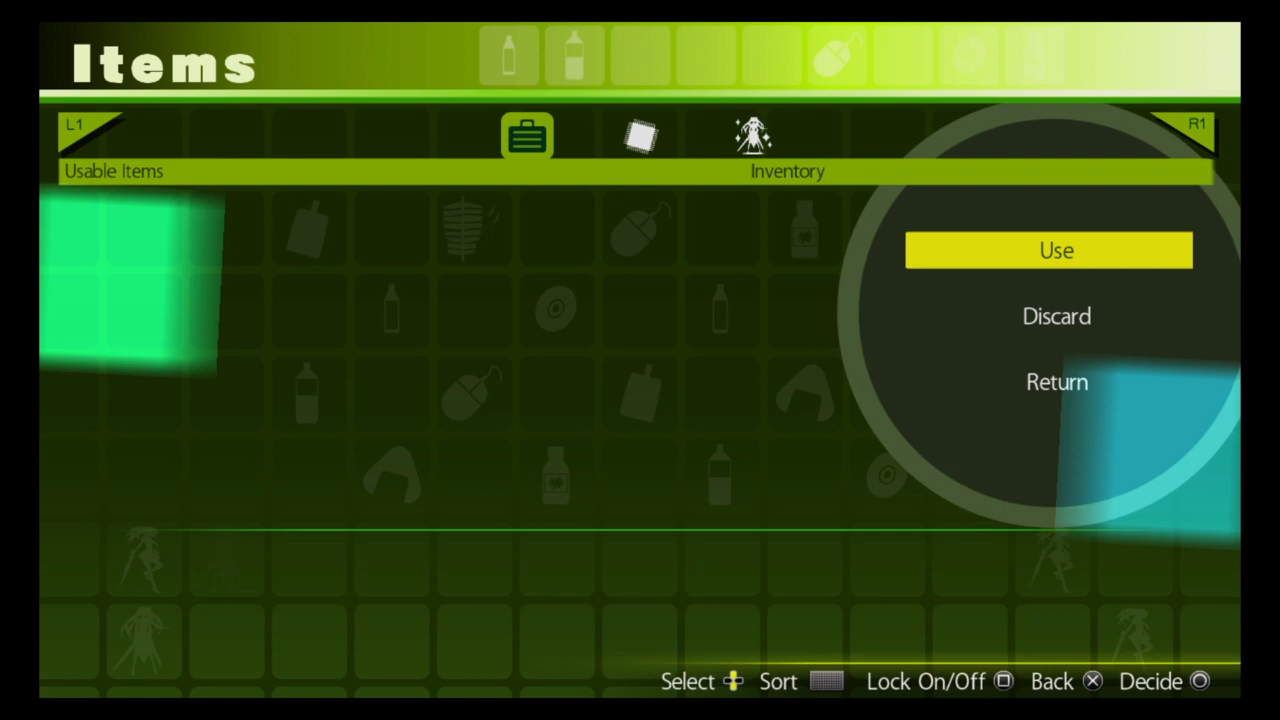 Items
L1
R1
Usable Items
Inventory
Use
Discard
Return
Select Sort Lock On/Off Back Decide